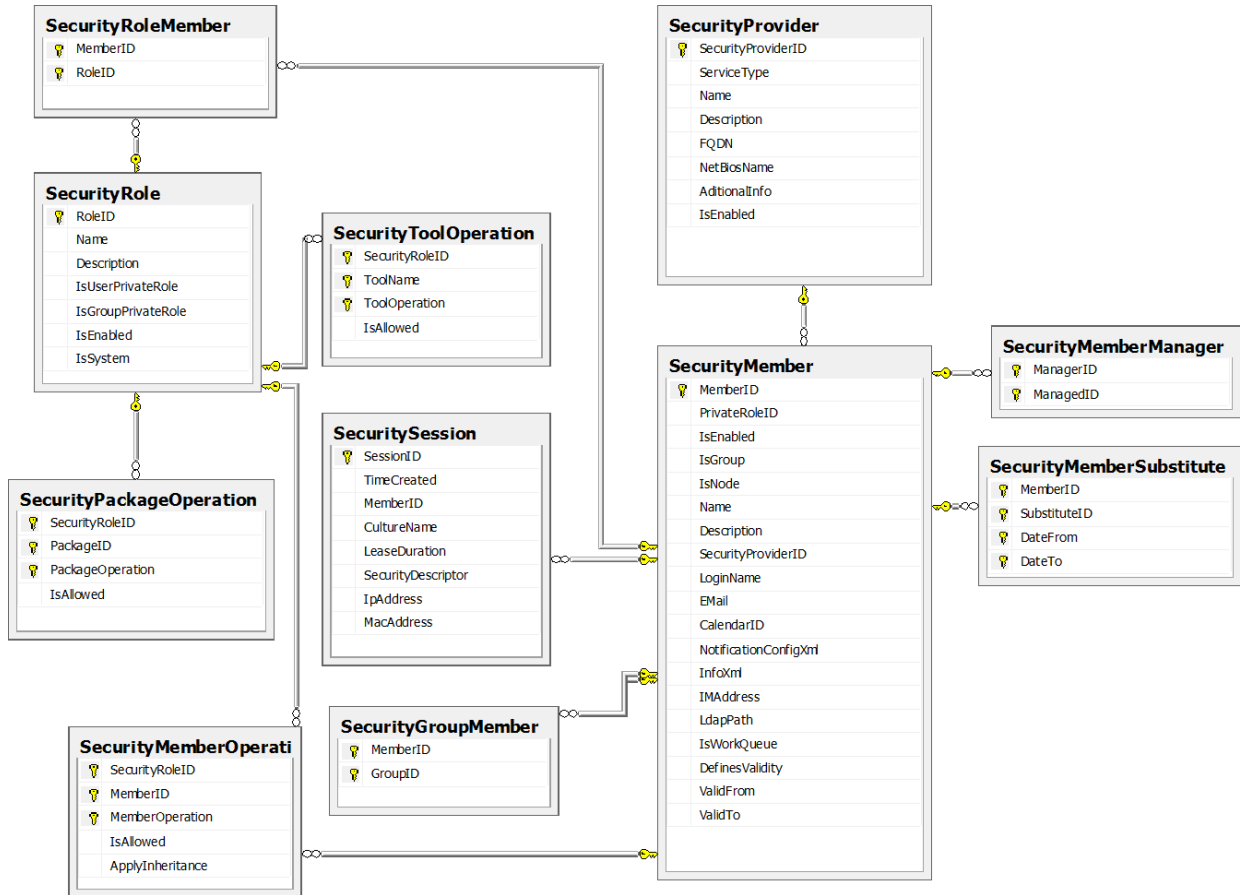 SecurityRoleMember
MemberID
RoleID
SecurityProvider
SecurityProviderID
ServiceType
Name
Description
FQDN
NetBiosName
AditionalInfo
IsEnabled
SecurityRole
RoleID
Name
Description
IsUserPrivateRole
IsGroupPrivateRole
IsEnabled
IsSystem
SecurityToolOperation
SecurityRoleID
ToolName
ToolOperation
IsAllowed
SecurityMember
MemberID
PrivateRoleID
IsEnabled
IsGroup
IsNode
Name
Description
SecurityProviderID
LoginName
EMail
CalendarID
NotificationConfigXml
InfoXml
IMAddress
LdapPath
IsWorkQueue
DefinesValidity
ValidFrom
ValidTo
SecurityMemberManager
ManagerID
ManagedID
SecurityMemberSubstitute
MemberID
SubstituteID
DateFrom
DateTo
SecuritySession
SessionID
TimeCreated
MemberID
CultureName
LeaseDuration
SecurityDescriptor
IpAddress
MacAddress
SecurityPackageOperation
SecurityRoleID
PackageID
PackageOperation
IsAllowed
SecurityGroupMember
MemberID
GroupID
SecurityMemberOperati
SecurityRoleID
MemberID
MemberOperation
IsAllowed
ApplyInheritance